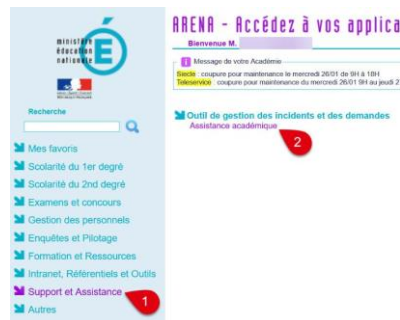 ministère
éducation
nationale
ARENA - Accédez à vos applica
Bienvenue M.
Message de votre Académie
Siecle : coupure pour maintenance le mercredi 26/01 de 9H à 18H
Teleservice : coupure pour maintenance du mercredi 26/01 9H au jeudi 2
Recherche
Mes favoris
Scolarité du 1er degré
Scolarité du 2nd degré
Examens et concours
Gestion des personnels
Enquêtes et Pilotage
Formation et Ressources
Intranet, Référentiels et Outils
Support et Assistance
1
Autres
Outil de gestion des incidents et des demandes
Assistance académique
2